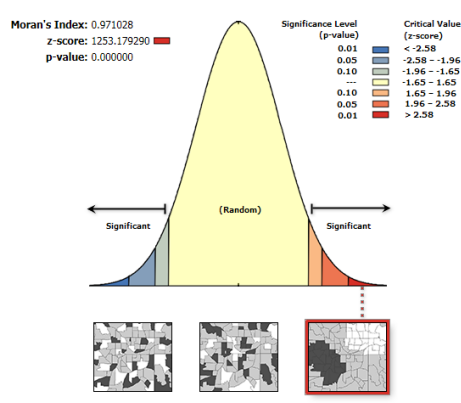 Moran's Index: 0.971028
z-score: 1253.179290
p-value: 0.000000
Significance Level
(p-value)
Critical Value
(z-score)
0.01 < -2.58
0.05 -2.58 – -1.96
0.10 -1.96 – -1.65
--- -1.65 - 1.65
0.10 1.65 - 1.96
0.05 1.96 - 2.58
0.01 > 2.58
Significant
(Random)
Significant